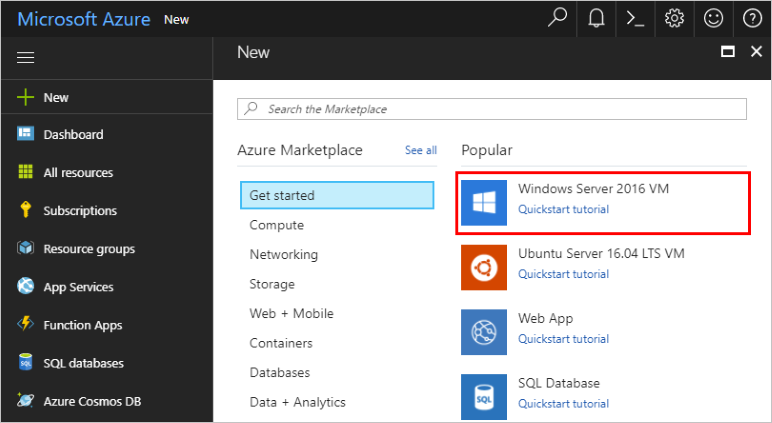 Microsoft Azure New
New
New
Dashboard
All resources
Subscriptions
Resource groups
App Services
Function Apps
SQL databases
Azure Cosmos DB
Search the Marketplace
Azure Marketplace See all
Get started
Compute
Networking
Storage
Web + Mobile
Containers
Databases
Data + Analytics
Popular
Windows Server 2016 VM
Quickstart tutorial
Ubuntu Server 16.04 LTS VM
Quickstart tutorial
Web App
Quickstart tutorial
SQL
SQL Database
Quickstart tutorial